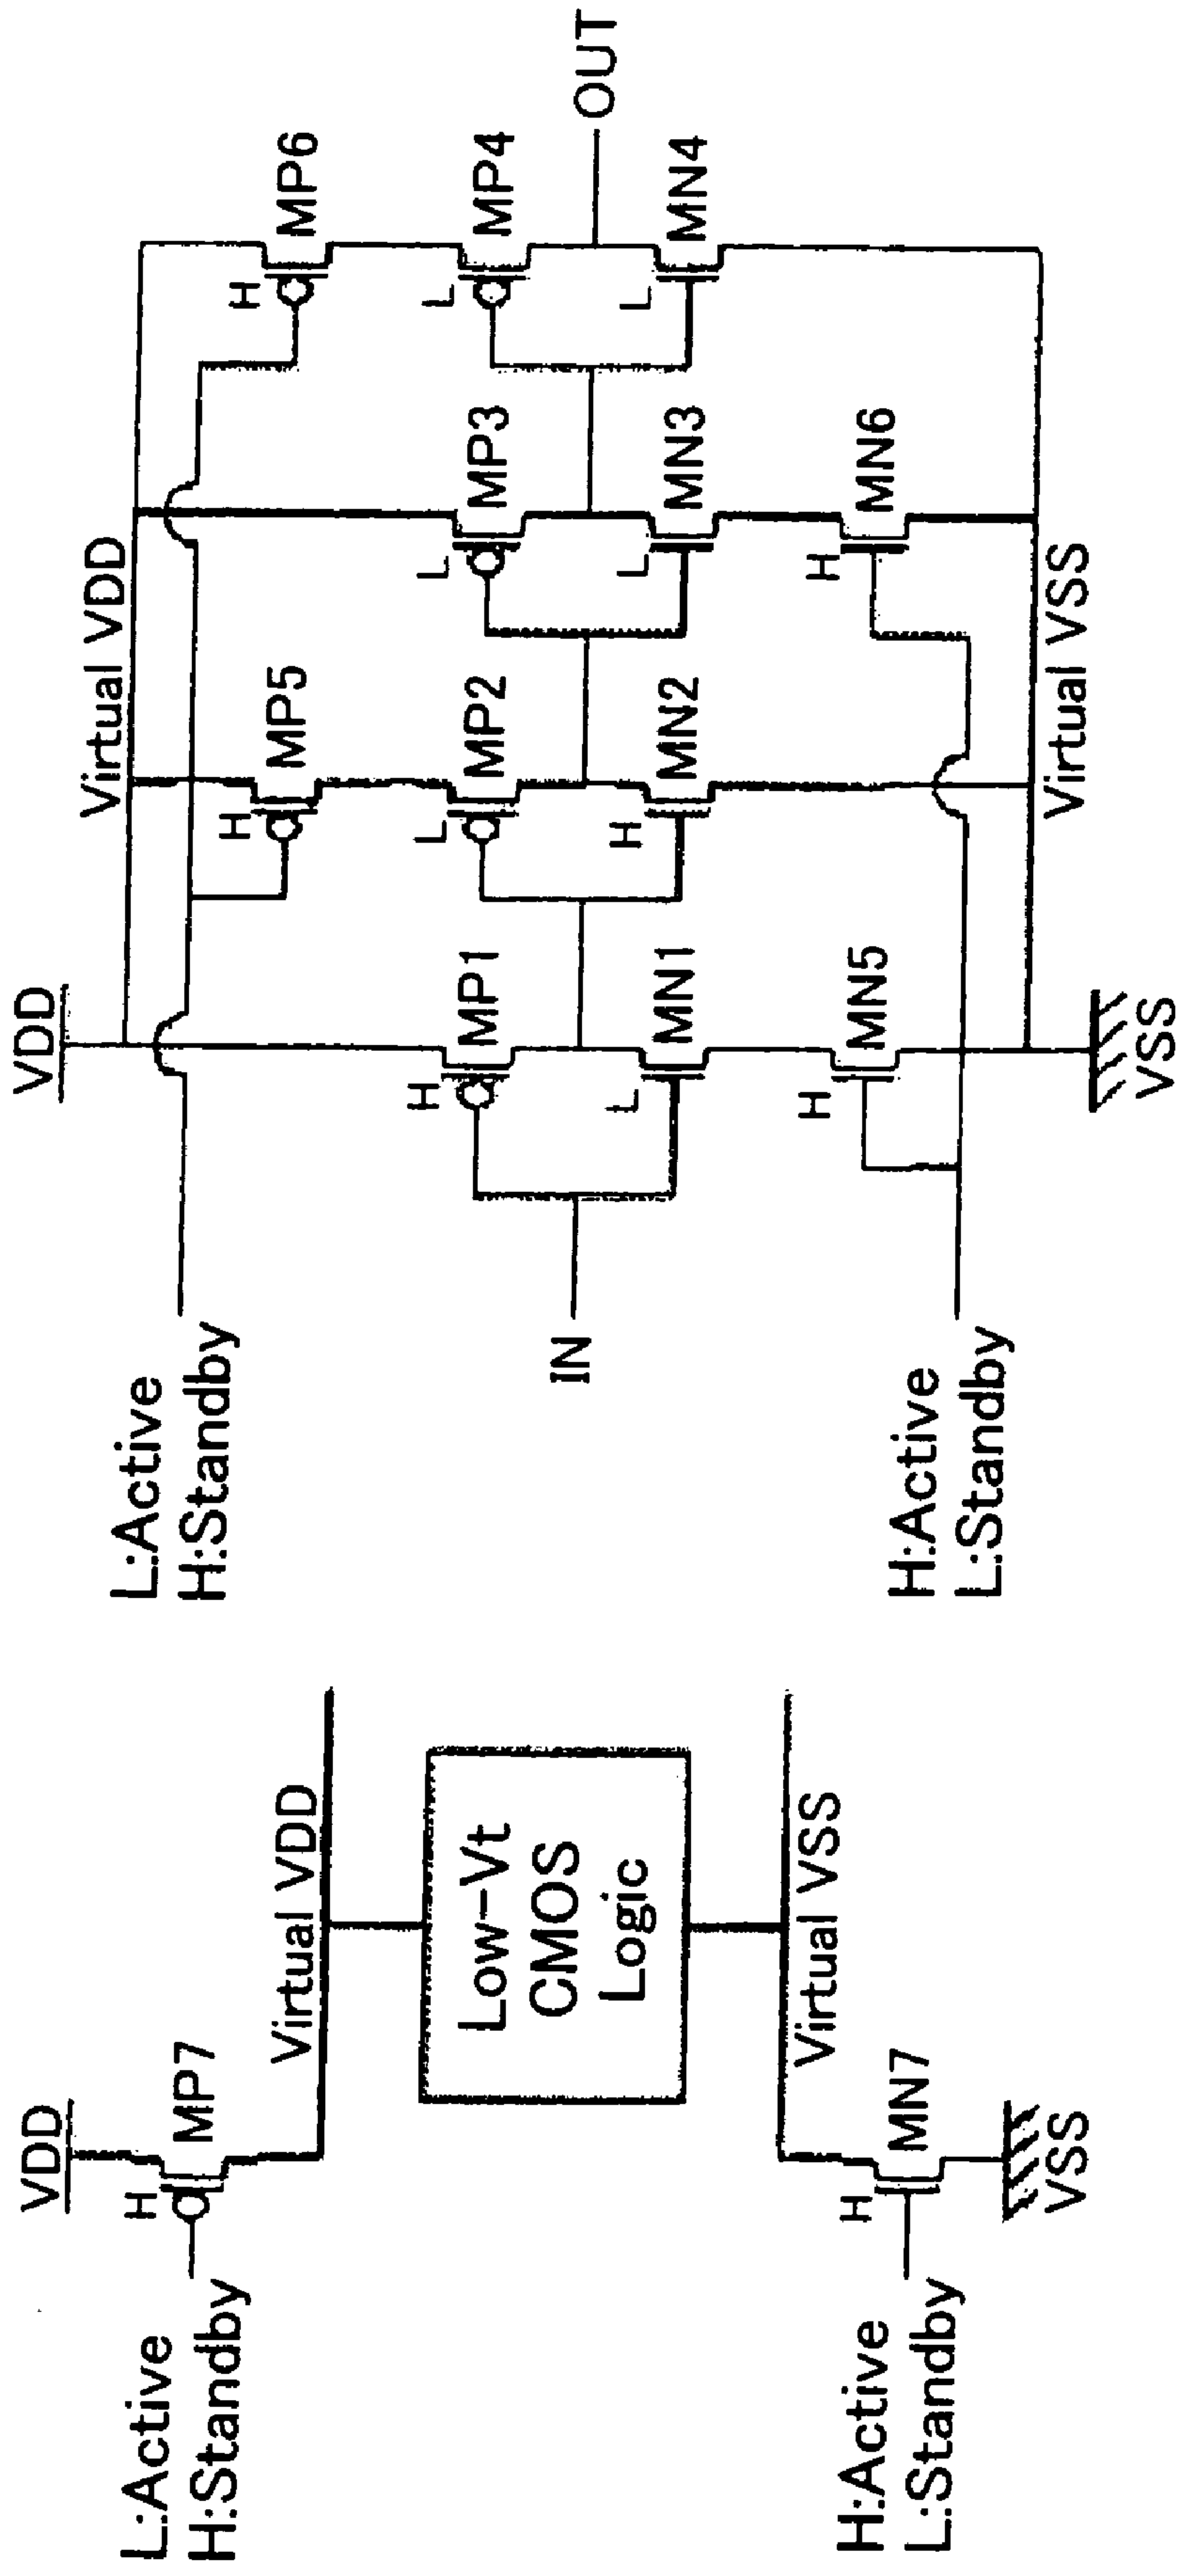 VDD
L:Active
H:Standby
H
MP7
Virtual VDD
Low-Vt
CMOS
Logic
Virtual VSS
H:Active
L:Standby
H
MN7
VSS
VDD
Virtual VDD
L:Active
H:Standby
H
MP5
H
MP6
H
MP1
L
MP2
L
MP3
L
MP4
IN
OUT
L
MN1
H
MN2
L
MN3
L
MN4
H
MN5
H
MN6
H:Active
L:Standby
Virtual VSS
VSS